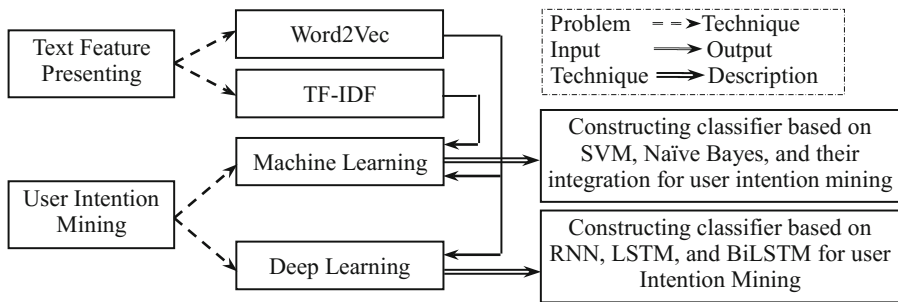 Text Feature
Presenting
Word2Vec
TF-IDF
Problem Technique
Input Output
Technique Description
User Intention
Mining
Machine Learning
Deep Learning
Constructing classifier based on
SVM, Naïve Bayes, and their
integration for user intention mining
Constructing classifier based on
RNN, LSTM, and BiLSTM for user
Intention Mining